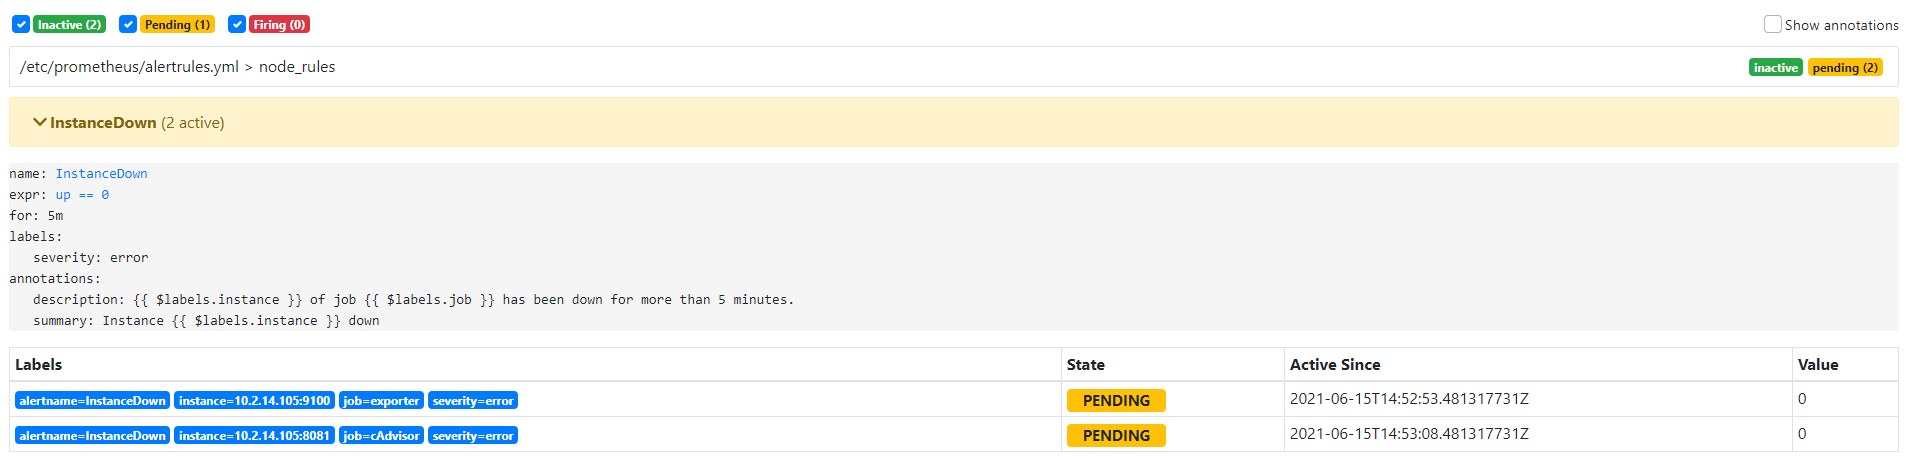 Inactive (2) Pending (1) Firing (0) Show annotations
/etc/prometheus/alertrules.yml > node_rules inactive pending (2)
InstanceDown (2 active)
name: InstanceDown
expr: up == 0
for: 5m
labels:
severity: error
annotations:
description: {{ $labels.instance }} of job {{ $labels.job }} has been down for more than 5 minutes.
summary: Instance {{ $labels.instance }} down
Labels State Active Since Value
alertname=InstanceDown instance=10.2.14.105:9100 job=exporter severity=error PENDING 2021-06-15T14:52:53.481317731Z 0
alertname=InstanceDown instance=10.2.14.105:8081 job=cAdvisor severity=error PENDING 2021-06-15T14:53:08.481317731Z 0